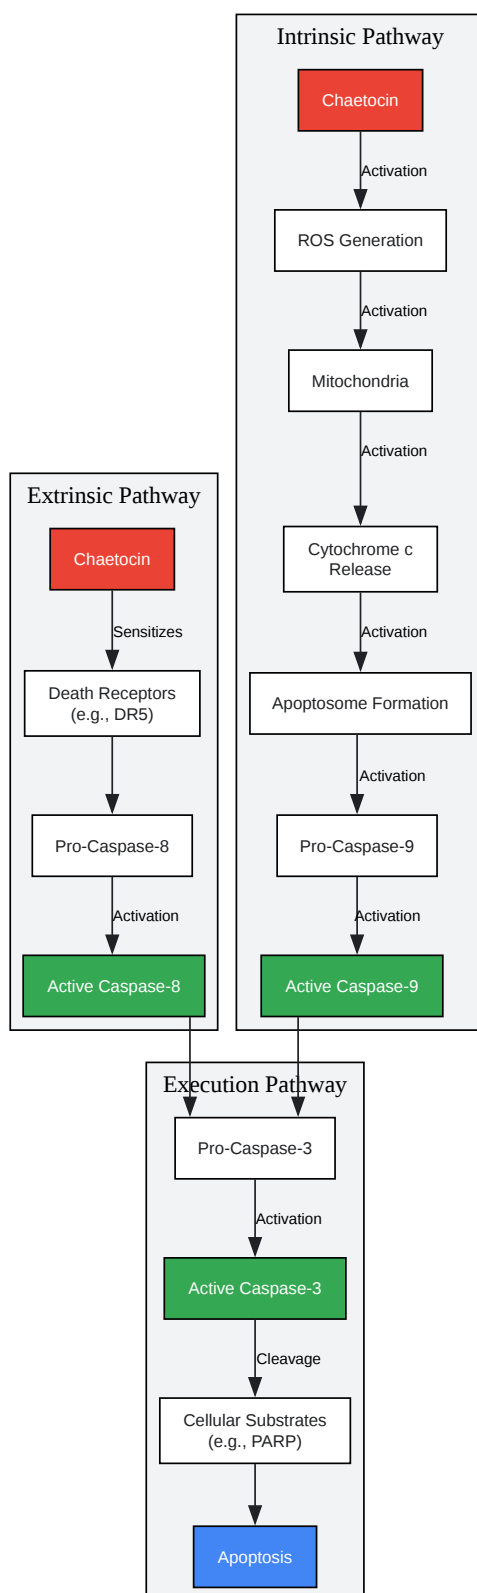 Intrinsic Pathway
Chaetocin
Activation
ROS Generation
Activation
Mitochondria
Activation
Cytochrome c
Release
Activation
Apoptosome Formation
Activation
Pro-Caspase-9
Activation
Active Caspase-9
Extrinsic Pathway
Chaetocin
Sensitizes
Death Receptors
(e.g., DR5)
Pro-Caspase-8
Activation
Active Caspase-8
Execution Pathway
Pro-Caspase-3
Activation
Active Caspase-3
Cleavage
Cellular Substrates
(e.g., PARP)
Apoptosis